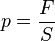 p = F/S